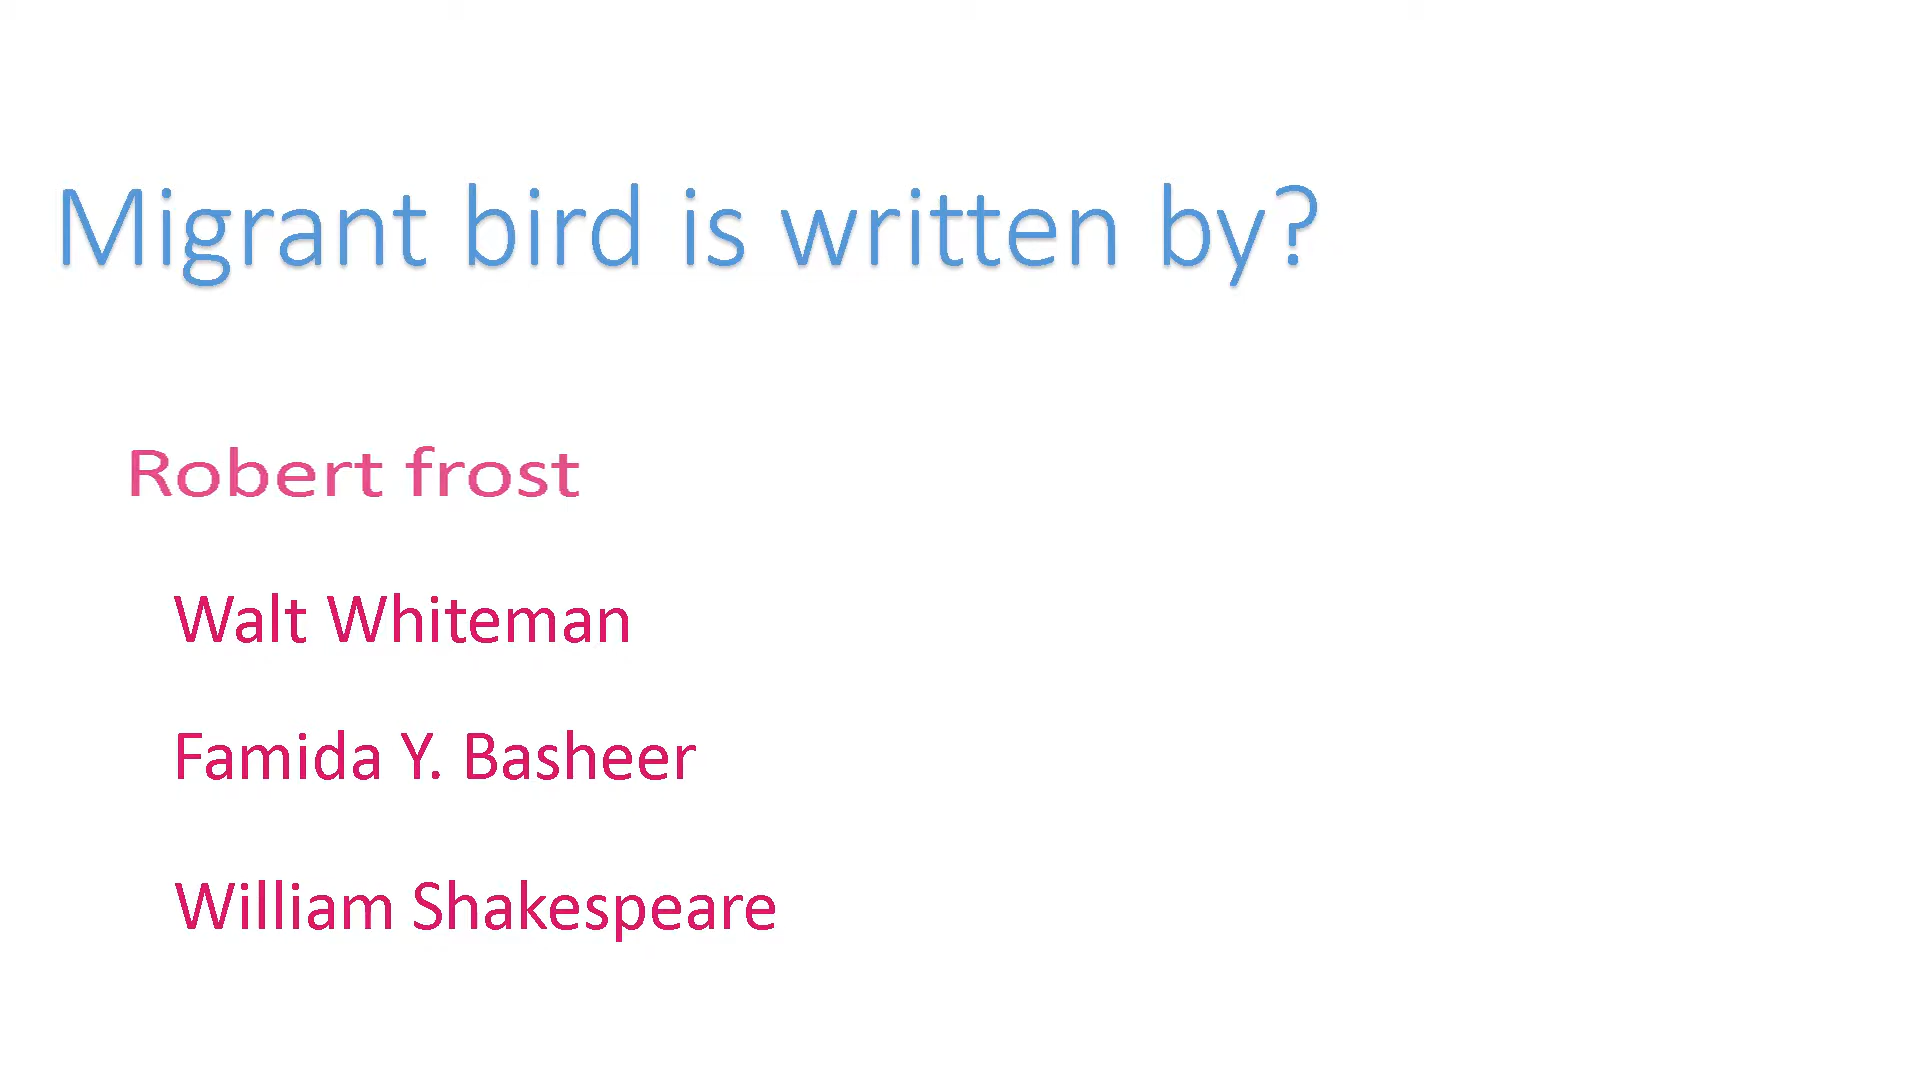 Migrant bird is written by?
Robert frost
Walt Whiteman
Famida Y. Basheer
William Shakespeare